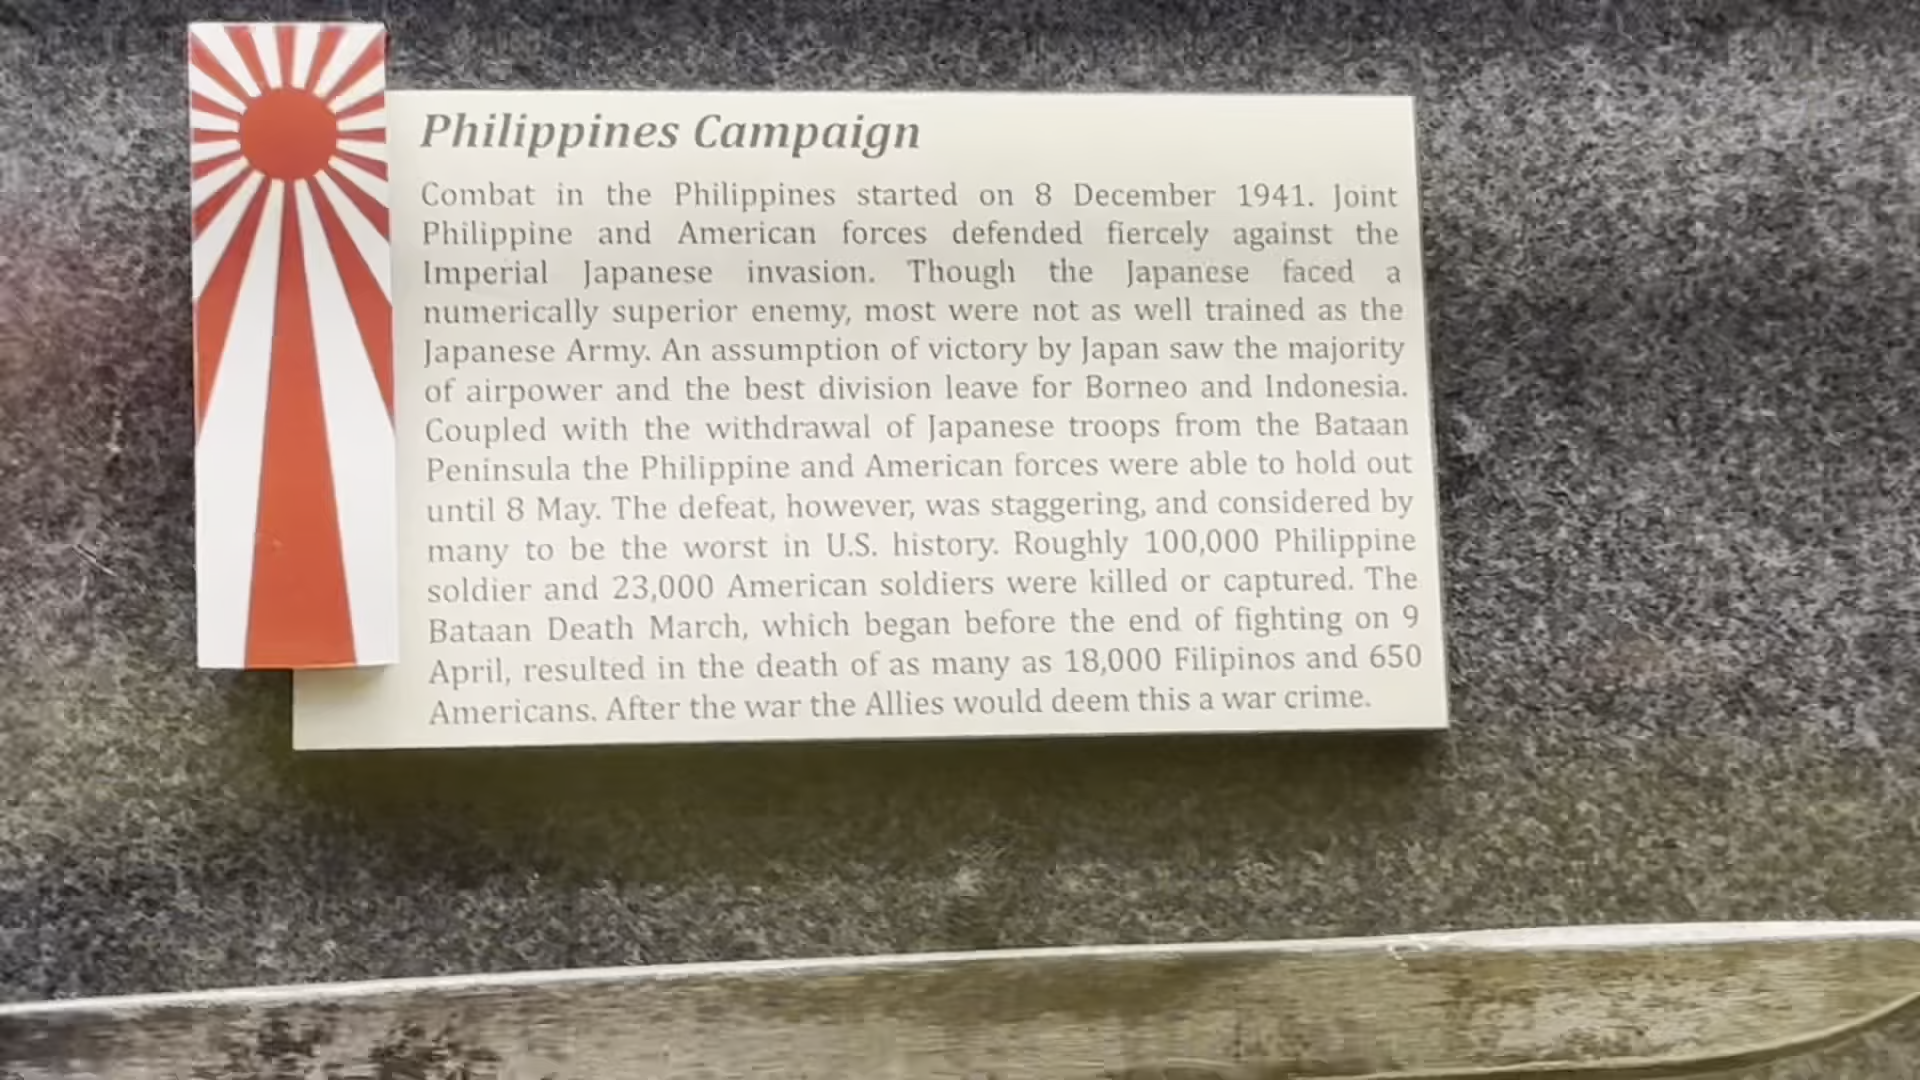 Philippines Campaign
Combat in the Philippines started on 8 December 1941. Joint
Philippine and American forces defended fiercely against the
Imperial Japanese invasion. Though the Japanese faced a
numerically superior enemy, most were not as well trained as the
Japanese Army. An assumption of victory by Japan saw the majority
of airpower and the best division leave for Borneo and Indonesia.
Coupled with the withdrawal of Japanese troops from the Bataan
Peninsula the Philippine and American forces were able to hold out
until 8 May. The defeat, however, was staggering, and considered by
many to be the worst in U.S. history. Roughly 100,000 Philippine
soldier and 23,000 American soldiers were killed or captured. The
Bataan Death March, which began before the end of fighting on 9
April, resulted in the death of as many as 18,000 Filipinos and 650
Americans. After the war the Allies would deem this a war crime.